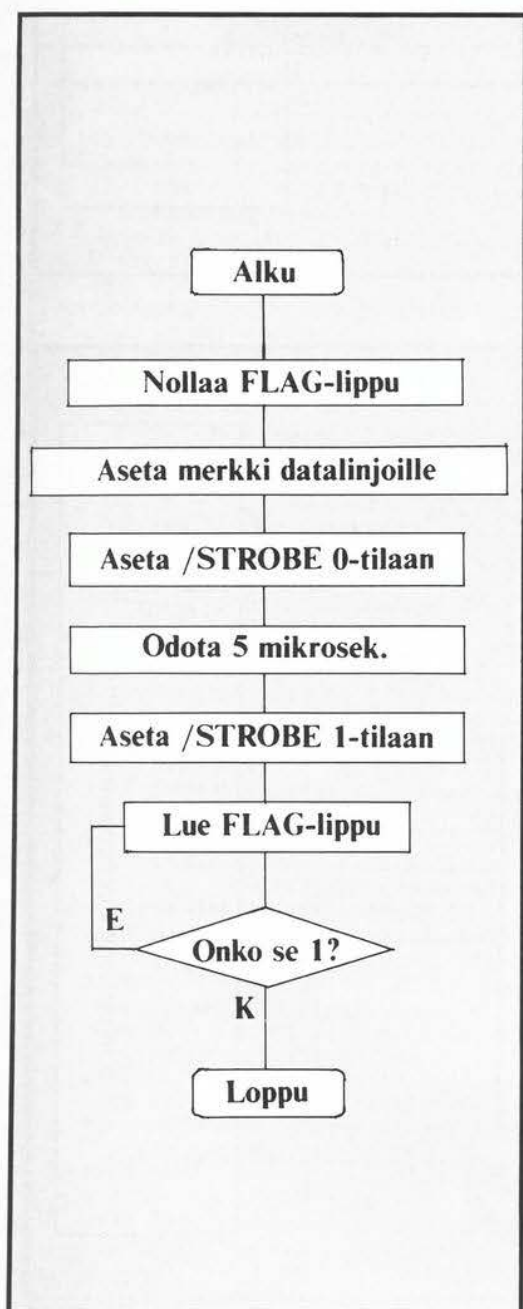 Alku
Nollaa FLAG-lippu
Aseta merkki datalinjoille
Aseta /STROBE 0-tilaan
Odota 5 mikrosek.
Aseta /STROBE 1-tilaan
Lue FLAG-lippu
E
Onko se 1?
K
Loppu